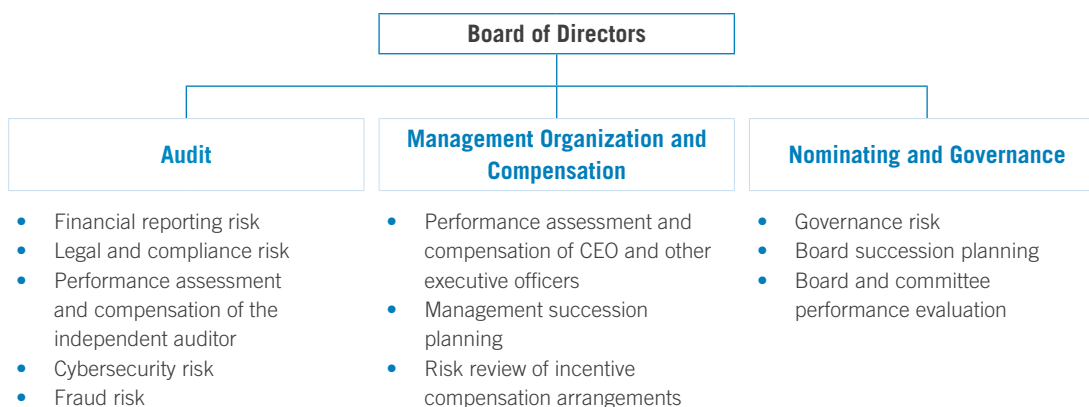 Board of Directors
Audit
Management Organization and
Compensation
Nominating and Governance
• Financial reporting risk
• Legal and compliance risk
• Performance assessment
and compensation of the
independent auditor
• Cybersecurity risk
• Fraud risk
• Performance assessment and
compensation of CEO and other
executive officers
• Management succession
planning
• Risk review of incentive
compensation arrangements
• Governance risk
• Board succession planning
• Board and committee
performance evaluation